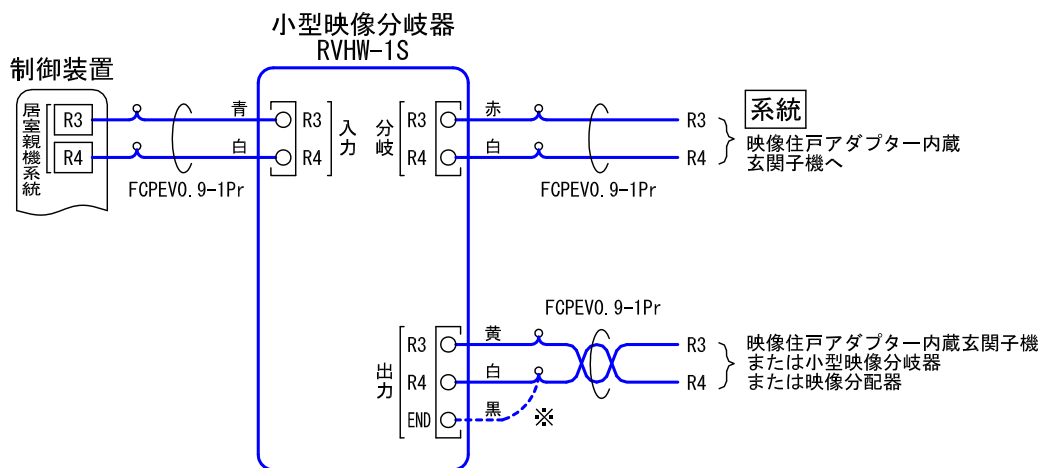 小型映像分岐器
RVHW-1S
制御装置
居室親機系統
R3
R4
青
白
FCPEV0.9-1Pr
R3
R4
入力
分岐
R3
R4
赤
白
FCPEV0.9-1Pr
R3
R4
系統
映像住戸アダプター内蔵
玄関子機へ
出力
R3
R4
END
黄
白
黒
※
FCPEV0.9-1Pr
R3
R4
映像住戸アダプター内蔵玄関子機
または小型映像分岐器
または映像分配器